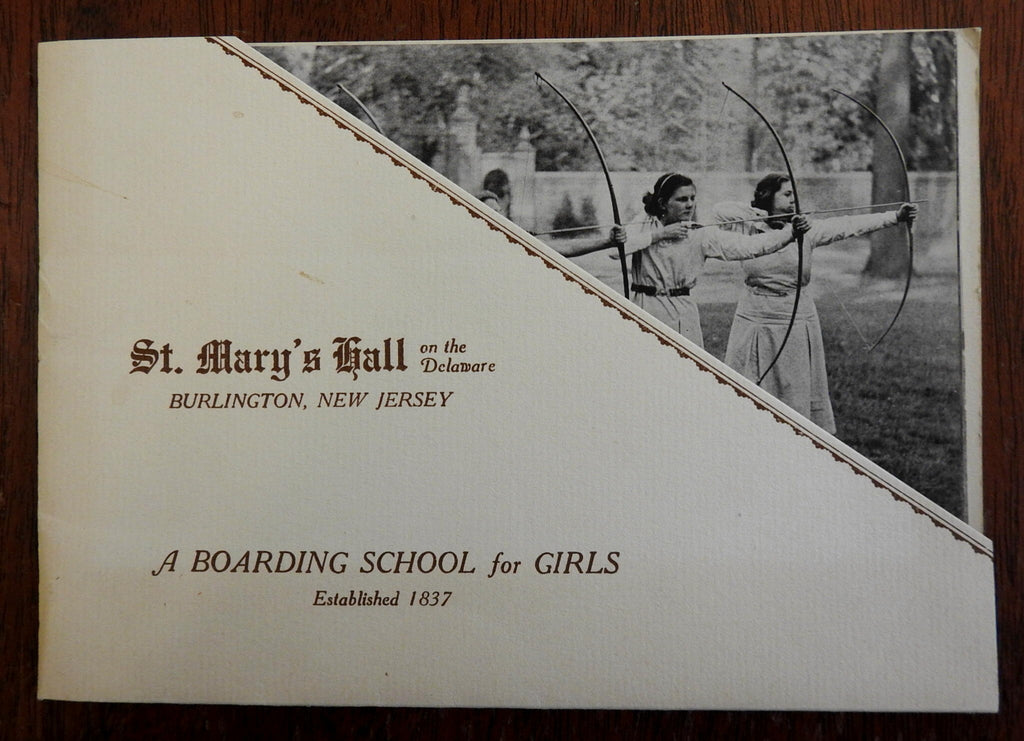 St. Mary's Hall on the Delaware
BURLINGTON, NEW JERSEY
A BOARDING SCHOOL for GIRLS
Established 1837